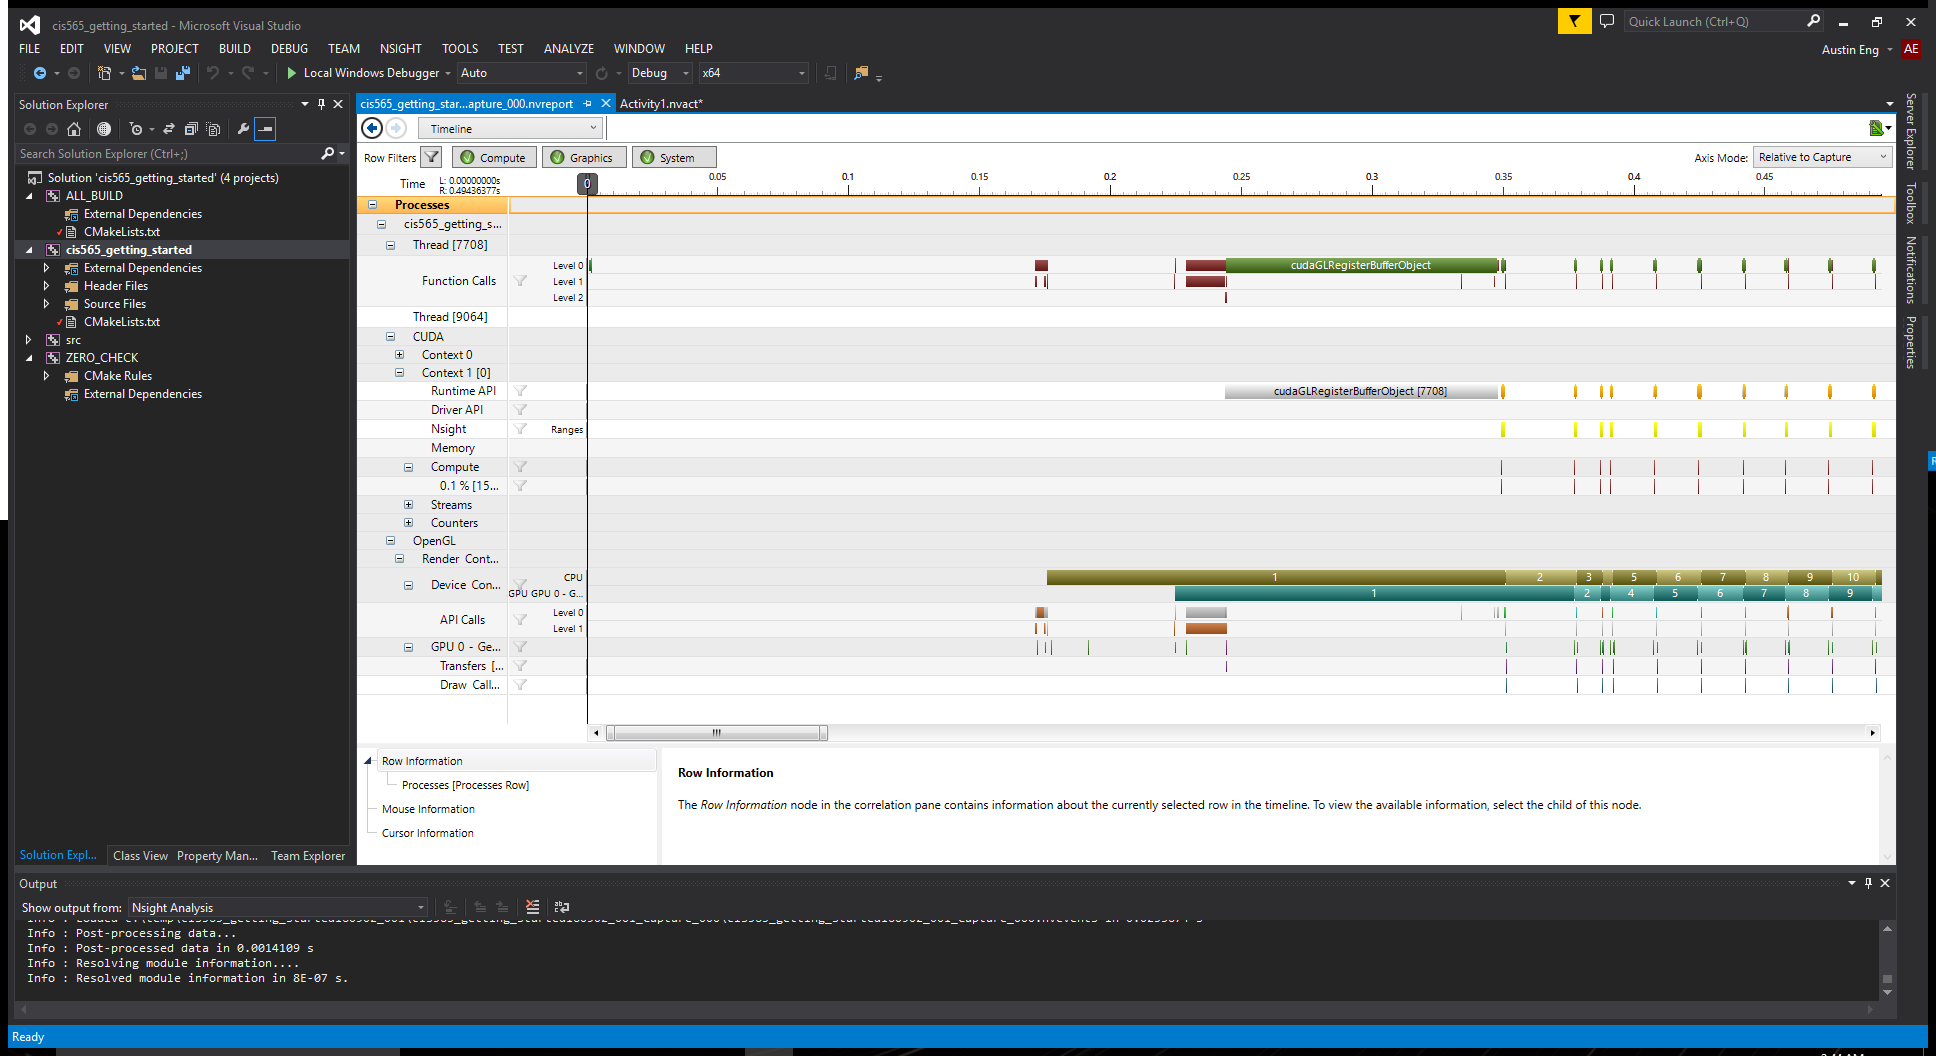 cis565_getting_started - Microsoft Visual Studio
Quick Launch (Ctrl+Q)
FILE EDIT VIEW PROJECT BUILD DEBUG TEAM NSIGHT TOOLS TEST ANALYZE WINDOW HELP
Austin Eng AE
Local Windows Debugger Auto Debug x64
Solution Explorer
Search Solution Explorer (Ctrl+;)
Solution 'cis565_getting_started' (4 projects)
ALL_BUILD
External Dependencies
CMakeLists.txt
cis565_getting_started
External Dependencies
Header Files
Source Files
CMakeLists.txt
src
ZERO_CHECK
CMake Rules
External Dependencies
Solution Expl... Class View Property Man... Team Explorer
cis565_getting_star...apture_000.nvreport Activity1.nvact*
Timeline
Row Filters Compute Graphics System
Axis Mode: Relative to Capture
Time L: 0.00000000s
R: 0.49436377s
0 0.05 0.1 0.15 0.2 0.25 0.3 0.35 0.4 0.45
Processes
cis565_getting_s...
Thread [7708]
Function Calls
Level 0 cudaGLRegisterBufferObject
Level 1
Level 2
Thread [9064]
CUDA
Context 0
Context 1 [0]
Runtime API cudaGLRegisterBufferObject [7708]
Driver API
Nsight Ranges
Memory
Compute
0.1 % [15...
Streams
Counters
OpenGL
Render Cont...
Device Con...
CPU 1 2 3 5 6 7 8 9 10
GPU GPU 0 - G... 1 2 4 5 6 7 8 9
API Calls
Level 0
Level 1
GPU 0 - Ge...
Transfers [...
Draw Call...
Row Information
Processes [Processes Row]
Mouse Information
Cursor Information
Row Information
The Row Information node in the correlation pane contains information about the currently selected row in the timeline. To view the available information, select the child of this node.
Server Explorer
Toolbox
Notifications
Properties
Output
Show output from: Nsight Analysis
Info : Post-processing data...
Info : Post-processed data in 0.0014109 s
Info : Resolving module information....
Info : Resolved module information in 8E-07 s.
Ready